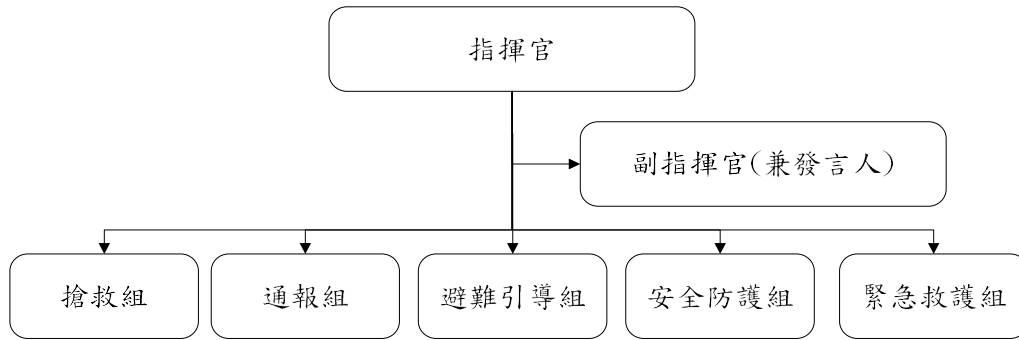 指揮官
副指揮官(兼發言人)
搶救組
通報組
避難引導組
安全防護組
緊急救護組